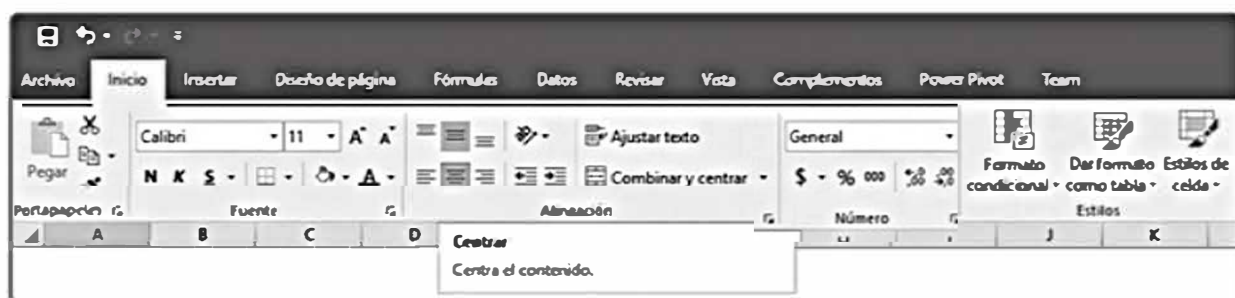 Archivo Inicio Insertar Diseño de página Fórmulas Datos Revisar Vista Complementos Power Pivot Team
Calibri 11 A A Ajustar texto General
Pegar N K S A Combinar y centrar $ % 000
Formato condicional Dar formato como tabla Estilos de celda
Portapapeles Fuente Alineación Número Estilos
A B C D J K
Centrar
Centra el contenido.